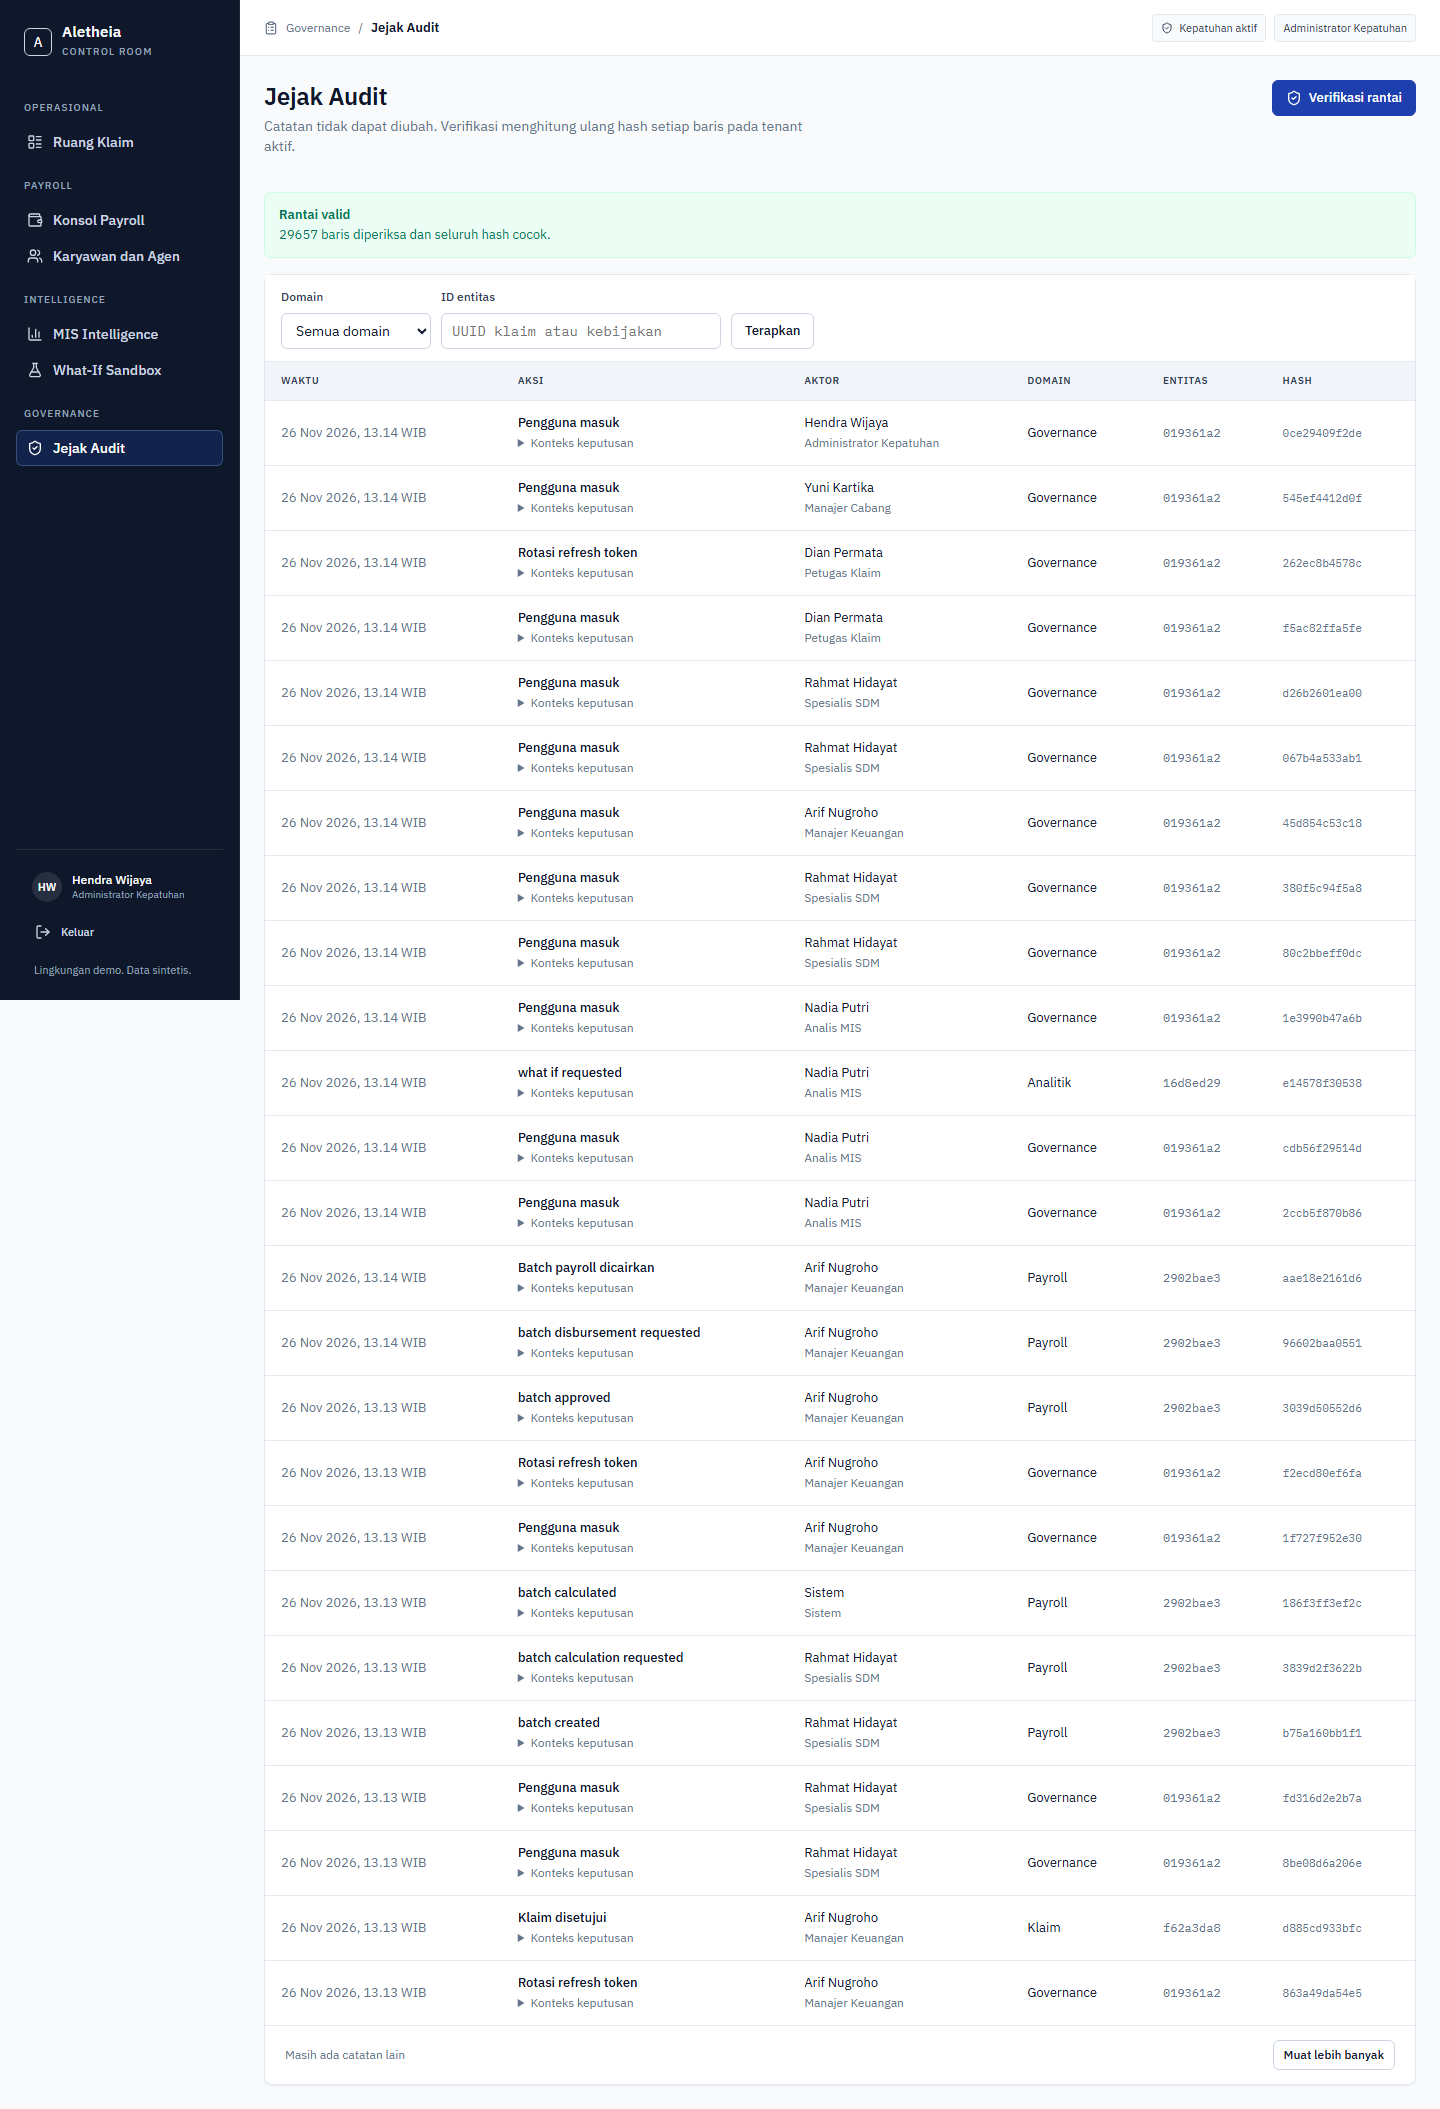 A
Aletheia
CONTROL ROOM
OPERASIONAL
Ruang Klaim
PAYROLL
Konsol Payroll
Karyawan dan Agen
INTELLIGENCE
MIS Intelligence
What-If Sandbox
GOVERNANCE
Jejak Audit
HW
Hendra Wijaya
Administrator Kepatuhan
Keluar
Lingkungan demo. Data sintetis.
Governance / Jejak Audit
Kepatuhan aktif
Administrator Kepatuhan
Jejak Audit
Catatan tidak dapat diubah. Verifikasi menghitung ulang hash setiap baris pada tenant
aktif.
Verifikasi rantai
Rantai valid
29657 baris diperiksa dan seluruh hash cocok.
Domain ID entitas
Semua domain UUID klaim atau kebijakan Terapkan
WAKTU AKSI AKTOR DOMAIN ENTITAS HASH
26 Nov 2026, 13.14 WIB Pengguna masuk Hendra Wijaya Governance 019361a2 0ce29409f2de
Konteks keputusan Administrator Kepatuhan
26 Nov 2026, 13.14 WIB Pengguna masuk Yuni Kartika Governance 019361a2 545ef4412d0f
Konteks keputusan Manajer Cabang
26 Nov 2026, 13.14 WIB Rotasi refresh token Dian Permata Governance 019361a2 262ec8b4578c
Konteks keputusan Petugas Klaim
26 Nov 2026, 13.14 WIB Pengguna masuk Dian Permata Governance 019361a2 f5ac82ffa5fe
Konteks keputusan Petugas Klaim
26 Nov 2026, 13.14 WIB Pengguna masuk Rahmat Hidayat Governance 019361a2 d26b2601ea00
Konteks keputusan Spesialis SDM
26 Nov 2026, 13.14 WIB Pengguna masuk Rahmat Hidayat Governance 019361a2 067b4a533ab1
Konteks keputusan Spesialis SDM
26 Nov 2026, 13.14 WIB Pengguna masuk Arif Nugroho Governance 019361a2 45d854c53c18
Konteks keputusan Manajer Keuangan
26 Nov 2026, 13.14 WIB Pengguna masuk Rahmat Hidayat Governance 019361a2 380f5c94f5a8
Konteks keputusan Spesialis SDM
26 Nov 2026, 13.14 WIB Pengguna masuk Rahmat Hidayat Governance 019361a2 80c2bbeff0dc
Konteks keputusan Spesialis SDM
26 Nov 2026, 13.14 WIB Pengguna masuk Nadia Putri Governance 019361a2 1e3990b47a6b
Konteks keputusan Analis MIS
26 Nov 2026, 13.14 WIB what if requested Nadia Putri Analitik 16d8ed29 e14578f30538
Konteks keputusan Analis MIS
26 Nov 2026, 13.14 WIB Pengguna masuk Nadia Putri Governance 019361a2 cdb56f29514d
Konteks keputusan Analis MIS
26 Nov 2026, 13.14 WIB Pengguna masuk Nadia Putri Governance 019361a2 2ccb5f870b86
Konteks keputusan Analis MIS
26 Nov 2026, 13.14 WIB Batch payroll dicairkan Arif Nugroho Payroll 2902bae3 aae18e2161d6
Konteks keputusan Manajer Keuangan
26 Nov 2026, 13.14 WIB batch disbursement requested Arif Nugroho Payroll 2902bae3 96602baa0551
Konteks keputusan Manajer Keuangan
26 Nov 2026, 13.13 WIB batch approved Arif Nugroho Payroll 2902bae3 3039d50552d6
Konteks keputusan Manajer Keuangan
26 Nov 2026, 13.13 WIB Rotasi refresh token Arif Nugroho Governance 019361a2 f2ecd80ef6fa
Konteks keputusan Manajer Keuangan
26 Nov 2026, 13.13 WIB Pengguna masuk Arif Nugroho Governance 019361a2 1f727f952e30
Konteks keputusan Manajer Keuangan
26 Nov 2026, 13.13 WIB batch calculated Sistem Payroll 2902bae3 186f3ff3ef2c
Konteks keputusan Sistem
26 Nov 2026, 13.13 WIB batch calculation requested Rahmat Hidayat Payroll 2902bae3 3839d2f3622b
Konteks keputusan Spesialis SDM
26 Nov 2026, 13.13 WIB batch created Rahmat Hidayat Payroll 2902bae3 b75a160bb1f1
Konteks keputusan Spesialis SDM
26 Nov 2026, 13.13 WIB Pengguna masuk Rahmat Hidayat Governance 019361a2 fd316d2e2b7a
Konteks keputusan Spesialis SDM
26 Nov 2026, 13.13 WIB Pengguna masuk Rahmat Hidayat Governance 019361a2 8be08d6a206e
Konteks keputusan Spesialis SDM
26 Nov 2026, 13.13 WIB Klaim disetujui Arif Nugroho Klaim f62a3da8 d885cd933bfc
Konteks keputusan Manajer Keuangan
26 Nov 2026, 13.13 WIB Rotasi refresh token Arif Nugroho Governance 019361a2 863a49da54e5
Konteks keputusan Manajer Keuangan
Masih ada catatan lain Muat lebih banyak